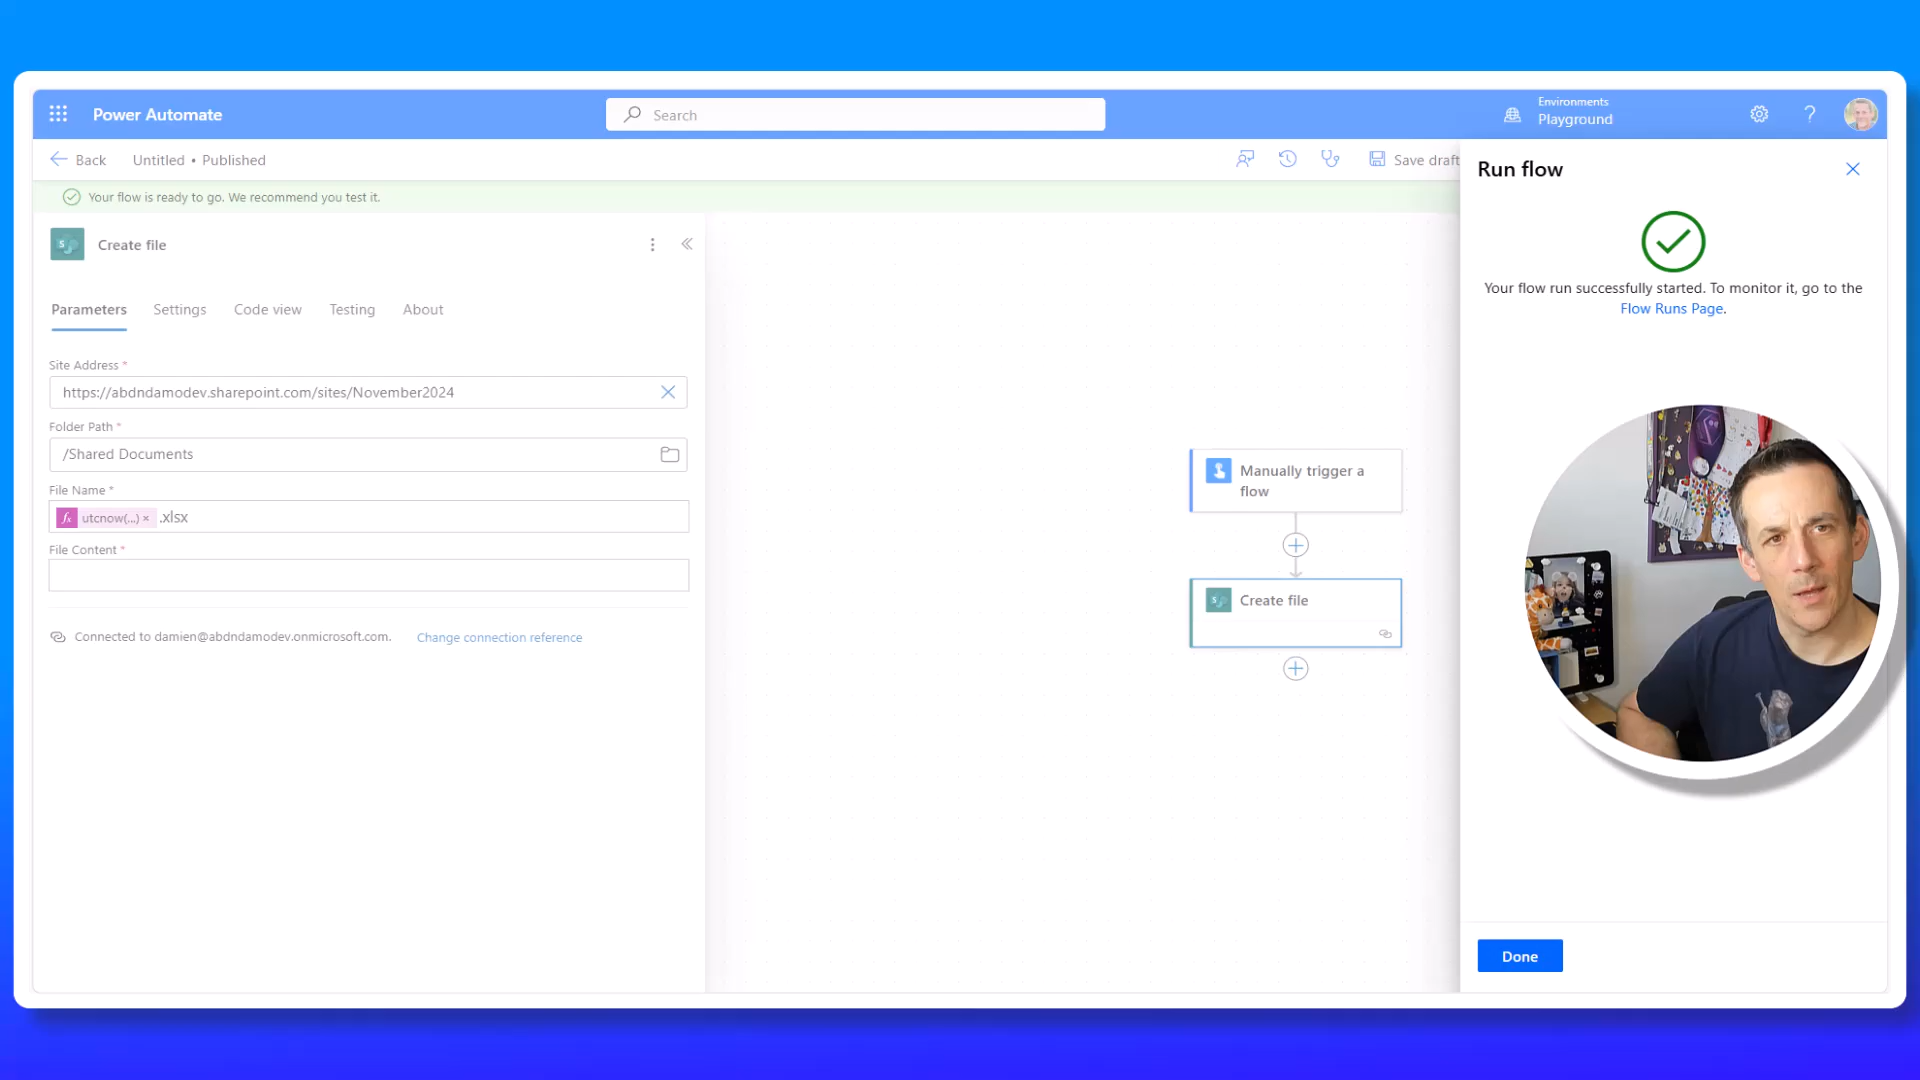 Power Automate
Search
Environments
Playground
?
Back
Untitled • Published
Save draft
Your flow is ready to go. We recommend you test it.
Create file
Parameters
Settings
Code view
Testing
About
Site Address *
https://abdndamodev.sharepoint.com/sites/November2024
Folder Path *
/Shared Documents
File Name *
fx utcnow(...) × .xlsx
File Content *
Connected to damien@abdndamodev.onmicrosoft.com.
Change connection reference
Manually trigger a
flow
Create file
Run flow
Your flow run successfully started. To monitor it, go to the
Flow Runs Page.
Done